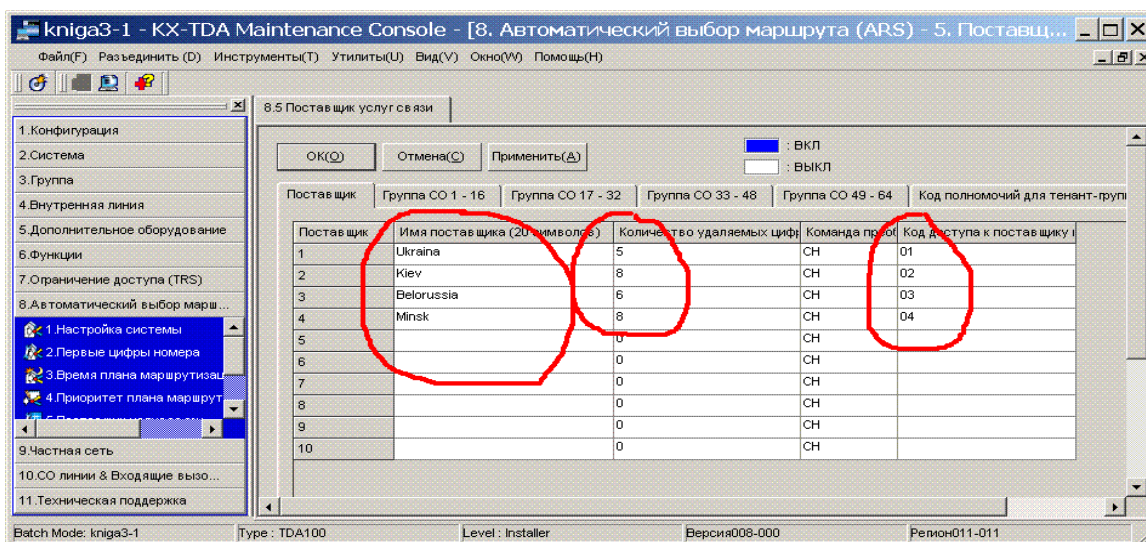 kniga3-1 - KX-TDA Maintenance Console - [8. Автоматический выбор маршрута (ARS) - 5. Поставщ...
Файл(F) Разъединить (D) Инструменты(T) Утилиты(U) Вид(V) Окно(W) Помощь(H)
8.5 Поставщик услуг связи
1.Конфигурация
2.Система
3.Группа
4.Внутренняя линия
5.Дополнительное оборудование
6.Функции
7.Ограничение доступа (TRS)
8.Автоматический выбор марш...
1.Настройка системы
2.Первые цифры номера
3.Время плана маршрутизац
4.Приоритет плана маршрут
9.Частная сеть
10.CO линии & Входящие вызо...
11.Техническая поддержка
OK(O) Отмена(C) Применить(A)
: ВКЛ
: ВЫКЛ
Поставщик Группа CO 1 - 16 Группа CO 17 - 32 Группа CO 33 - 48 Группа CO 49 - 64 Код полномочий для тенант-групп
Поставщик Имя поставщика (20 символов) Количество удаляемых цифр Команда преоб Код доступа к поставщику
1 Ukraina 5 CH 01
2 Kiev 8 CH 02
3 Belorussia 6 CH 03
4 Minsk 8 CH 04
5 0 CH
6 0 CH
7 0 CH
8 0 CH
9 0 CH
10 0 CH
Batch Mode: kniga3-1 Type : TDA100 Level : Installer Версия008-000 Регион011-011